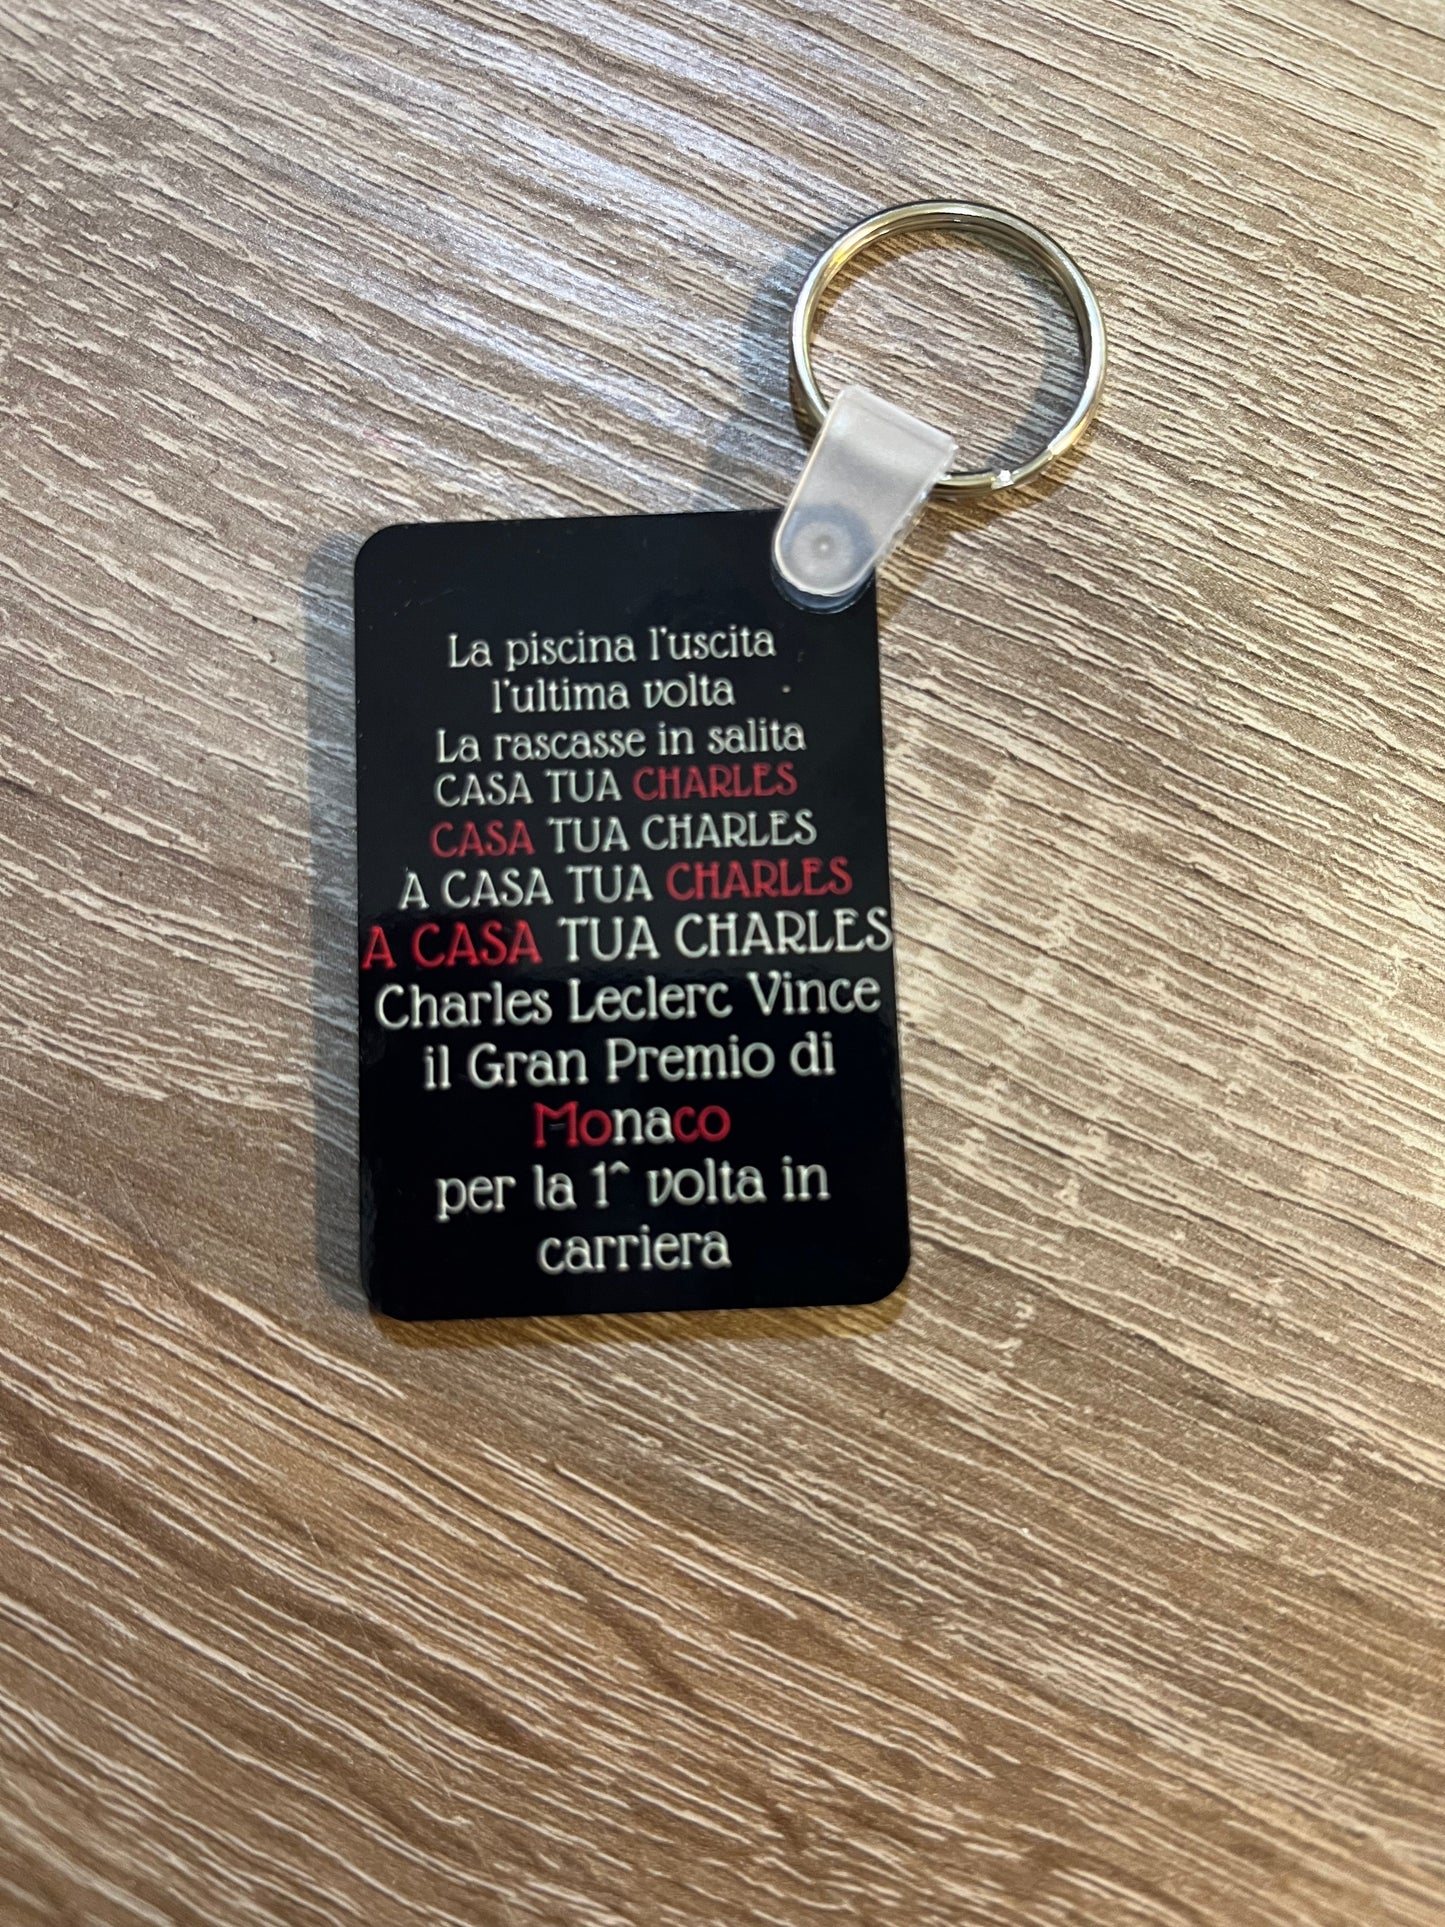 La piscina l'uscita
l'ultima volta
La rascasse in salita
CASA TUA CHARLES
CASA TUA CHARLES
A CASA TUA CHARLES
A CASA TUA CHARLES
Charles Leclerc Vince
il Gran Premio di
Monaco
per la 1^ volta in
carriera